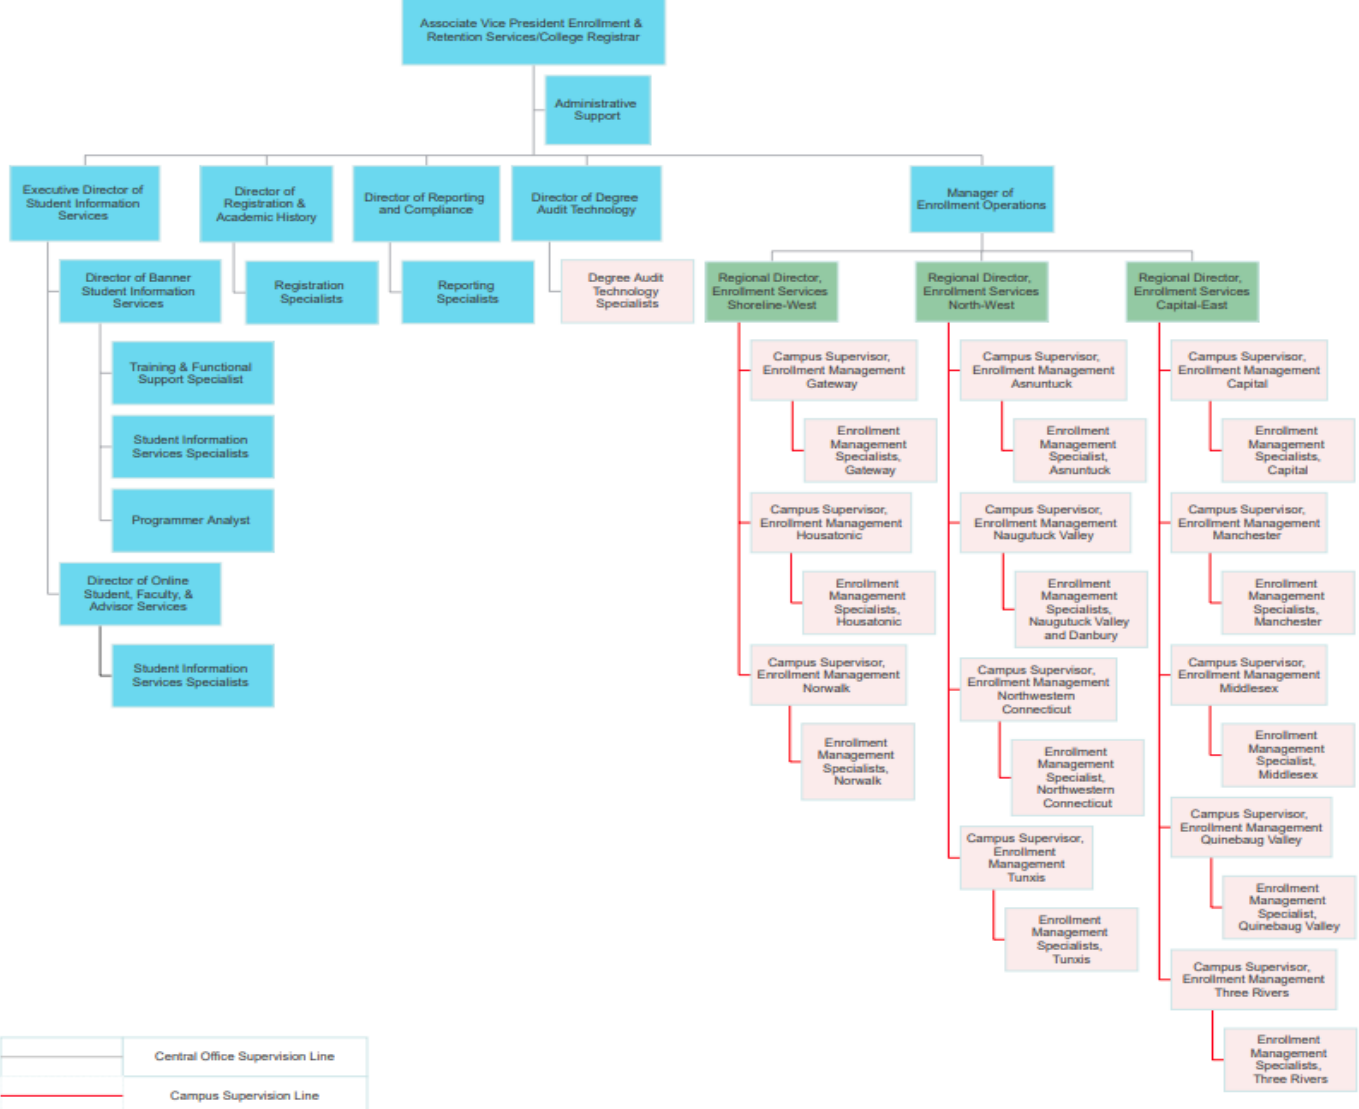 Associate Vice President Enrollment &
Retention Services/College Registrar
Administrative
Support
Executive Director of
Student Information
Services
Director of
Registration &
Academic History
Director of Reporting
and Compliance
Director of Degree
Audit Technology
Manager of
Enrollment Operations
Director of Banner
Student Information
Services
Registration
Specialists
Reporting
Specialists
Degree Audit
Technology
Specialists
Regional Director,
Enrollment Services
Shoreline-West
Regional Director,
Enrollment Services
North-West
Regional Director,
Enrollment Services
Capital-East
Training & Functional
Support Specialist
Student Information
Services Specialists
Programmer Analyst
Director of Online
Student, Faculty, &
Advisor Services
Student Information
Services Specialists
Campus Supervisor,
Enrollment Management
Gateway
Enrollment
Management
Specialists,
Gateway
Campus Supervisor,
Enrollment Management
Housatonic
Enrollment
Management
Specialists,
Housatonic
Campus Supervisor,
Enrollment Management
Norwalk
Enrollment
Management
Specialists,
Norwalk
Campus Supervisor,
Enrollment Management
Asnuntuck
Enrollment
Management
Specialist,
Asnuntuck
Campus Supervisor,
Enrollment Management
Naugutuck Valley
Enrollment
Management
Specialists,
Naugutuck Valley
and Danbury
Campus Supervisor,
Enrollment Management
Northwestern
Connecticut
Enrollment
Management
Specialist,
Northwestern
Connecticut
Campus Supervisor,
Enrollment
Management
Tunxis
Enrollment
Management
Specialists,
Tunxis
Campus Supervisor,
Enrollment Management
Capital
Enrollment
Management
Specialists,
Capital
Campus Supervisor,
Enrollment Management
Manchester
Enrollment
Management
Specialists,
Manchester
Campus Supervisor,
Enrollment Management
Middlesex
Enrollment
Management
Specialist,
Middlesex
Campus Supervisor,
Enrollment Management
Quinebaug Valley
Enrollment
Management
Specialist,
Quinebaug Valley
Campus Supervisor,
Enrollment Management
Three Rivers
Enrollment
Management
Specialists,
Three Rivers
Central Office Supervision Line
Campus Supervision Line